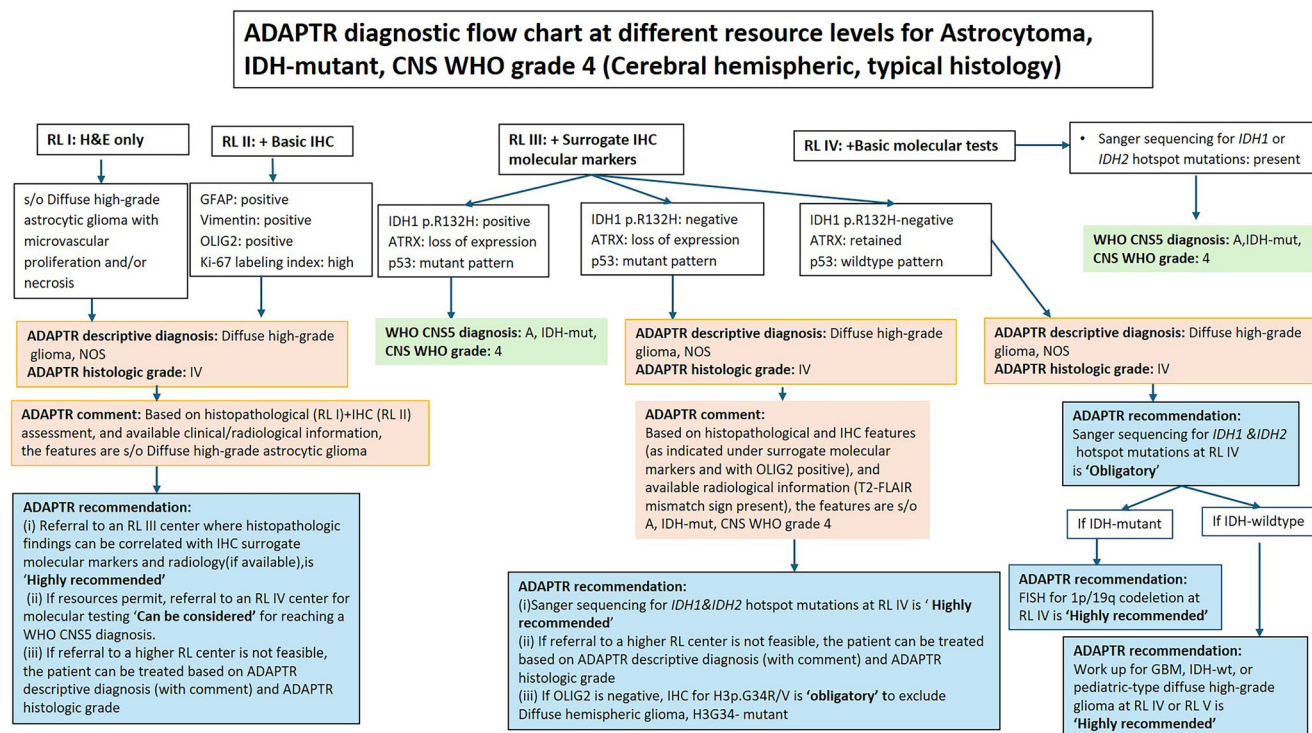 ADAPTR diagnostic flow chart at different resource levels for Astrocytoma,
IDH-mutant, CNS WHO grade 4 (Cerebral hemispheric, typical histology)
RL I: H&E only
RL II: + Basic IHC
RL III: + Surrogate IHC
molecular markers
RL IV: +Basic molecular tests
• Sanger sequencing for IDH1 or
IDH2 hotspot mutations: present
s/o Diffuse high-grade
astrocytic glioma with
microvascular
proliferation and/or
necrosis
GFAP: positive
Vimentin: positive
OLIG2: positive
Ki-67 labeling index: high
IDH1 p.R132H: positive
ATRX: loss of expression
p53: mutant pattern
IDH1 p.R132H: negative
ATRX: loss of expression
p53: mutant pattern
IDH1 p.R132H-negative
ATRX: retained
p53: wildtype pattern
WHO CNS5 diagnosis: A,IDH-mut,
CNS WHO grade: 4
ADAPTR descriptive diagnosis: Diffuse high-grade
glioma, NOS
ADAPTR histologic grade: IV
WHO CNS5 diagnosis: A, IDH-mut,
CNS WHO grade: 4
ADAPTR descriptive diagnosis: Diffuse high-grade
glioma, NOS
ADAPTR histologic grade: IV
ADAPTR descriptive diagnosis: Diffuse high-grade
glioma, NOS
ADAPTR histologic grade: IV
ADAPTR comment: Based on histopathological (RL I)+IHC (RL II)
assessment, and available clinical/radiological information,
the features are s/o Diffuse high-grade astrocytic glioma
ADAPTR comment:
Based on histopathological and IHC features
(as indicated under surrogate molecular
markers and with OLIG2 positive), and
available radiological information (T2-FLAIR
mismatch sign present), the features are s/o
A, IDH-mut, CNS WHO grade 4
ADAPTR recommendation:
Sanger sequencing for IDH1 &IDH2
hotspot mutations at RL IV
is ‘Obligatory’
If IDH-mutant
If IDH-wildtype
ADAPTR recommendation:
(i) Referral to an RL III center where histopathologic
findings can be correlated with IHC surrogate
molecular markers and radiology(if available),is
‘Highly recommended’
(ii) If resources permit, referral to an RL IV center for
molecular testing ‘Can be considered’ for reaching a
WHO CNS5 diagnosis.
(iii) If referral to a higher RL center is not feasible,
the patient can be treated based on ADAPTR
descriptive diagnosis (with comment) and ADAPTR
histologic grade
ADAPTR recommendation:
(i)Sanger sequencing for IDH1&IDH2 hotspot mutations at RL IV is ‘ Highly
recommended’
(ii) If referral to a higher RL center is not feasible, the patient can be treated
based on ADAPTR descriptive diagnosis (with comment) and ADAPTR
histologic grade
(iii) If OLIG2 is negative, IHC for H3p.G34R/V is ‘obligatory’ to exclude
Diffuse hemispheric glioma, H3G34- mutant
ADAPTR recommendation:
FISH for 1p/19q codeletion at
RL IV is ‘Highly recommended’
ADAPTR recommendation:
Work up for GBM, IDH-wt, or
pediatric-type diffuse high-grade
glioma at RL IV or RL V is
‘Highly recommended’